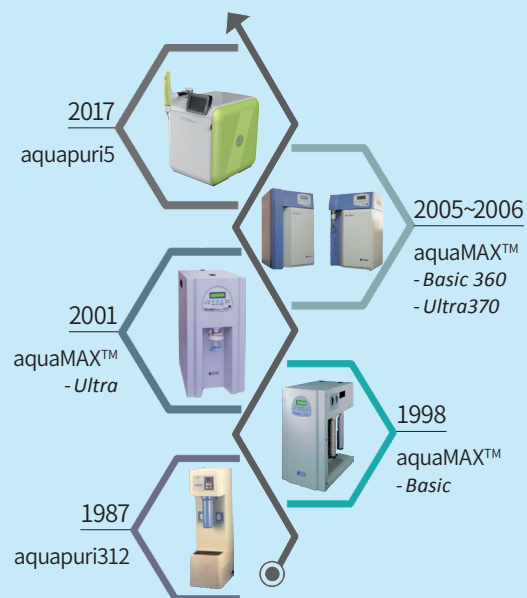 2017
aquapuri5
2005~2006
aquaMAX™
- Basic 360
- Ultra370
2001
aquaMAX™
- Ultra
1998
aquaMAX™
- Basic
1987
aquapuri312